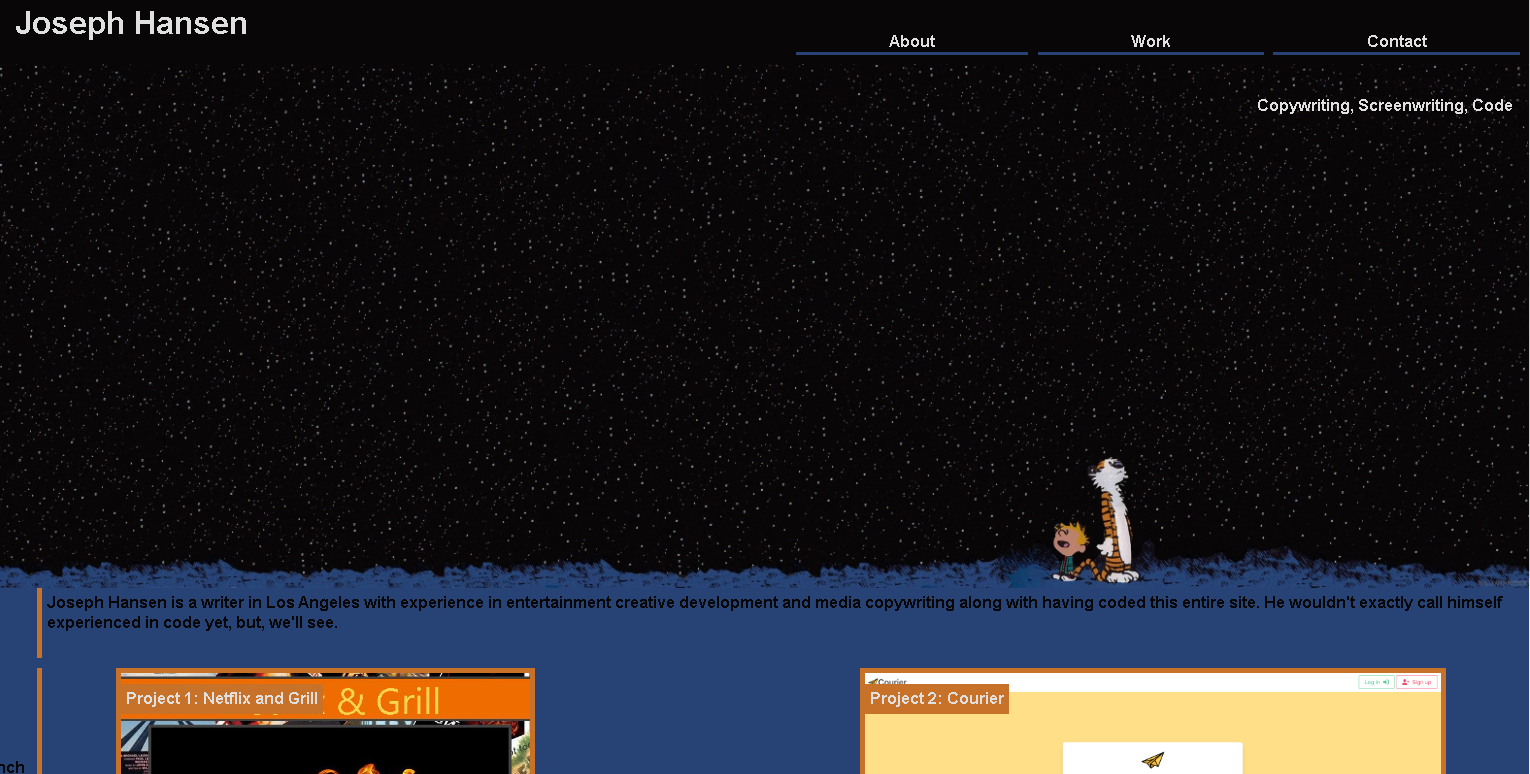 Joseph Hansen
About
Work
Contact
Copywriting, Screenwriting, Code
Joseph Hansen is a writer in Los Angeles with experience in entertainment creative development and media copywriting along with having coded this entire site. He wouldn't exactly call himself
experienced in code yet, but, we'll see.
Project 1: Netflix and Grill
& Grill
Courier
Log in
Sign up
Project 2: Courier
nch